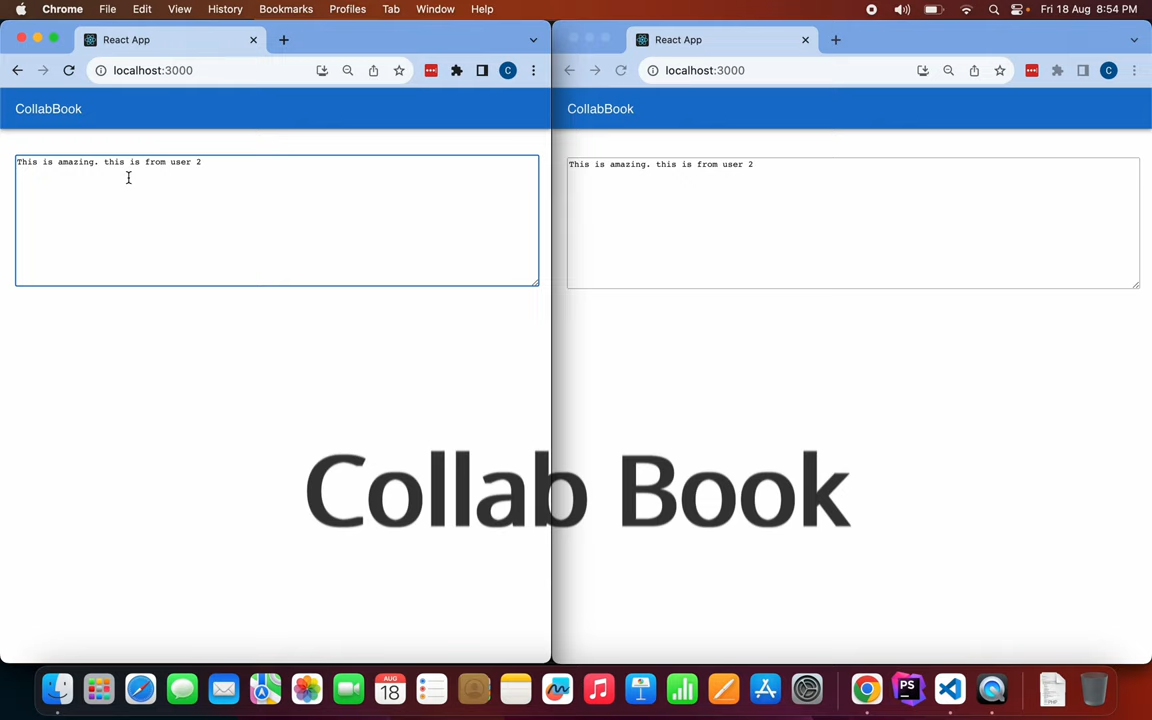 Chrome File Edit View History Bookmarks Profiles Tab Window Help Fri 18 Aug 8:54 PM
React App
React App
localhost:3000
C
localhost:3000
C
CollabBook
CollabBook
This is amazing. this is from user 2
This is amazing. this is from user 2
Collab Book
AUG
18
PS
PHP